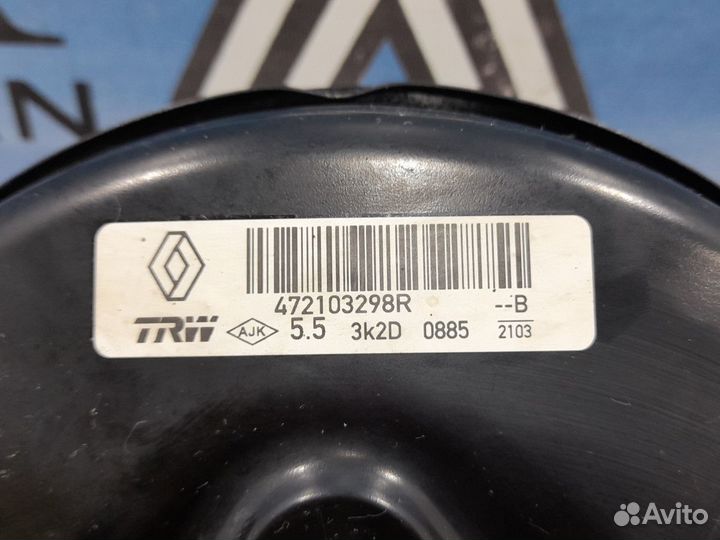 472103298R --B
TRW AJK 5.5 3k2D 0885 2103
Avito